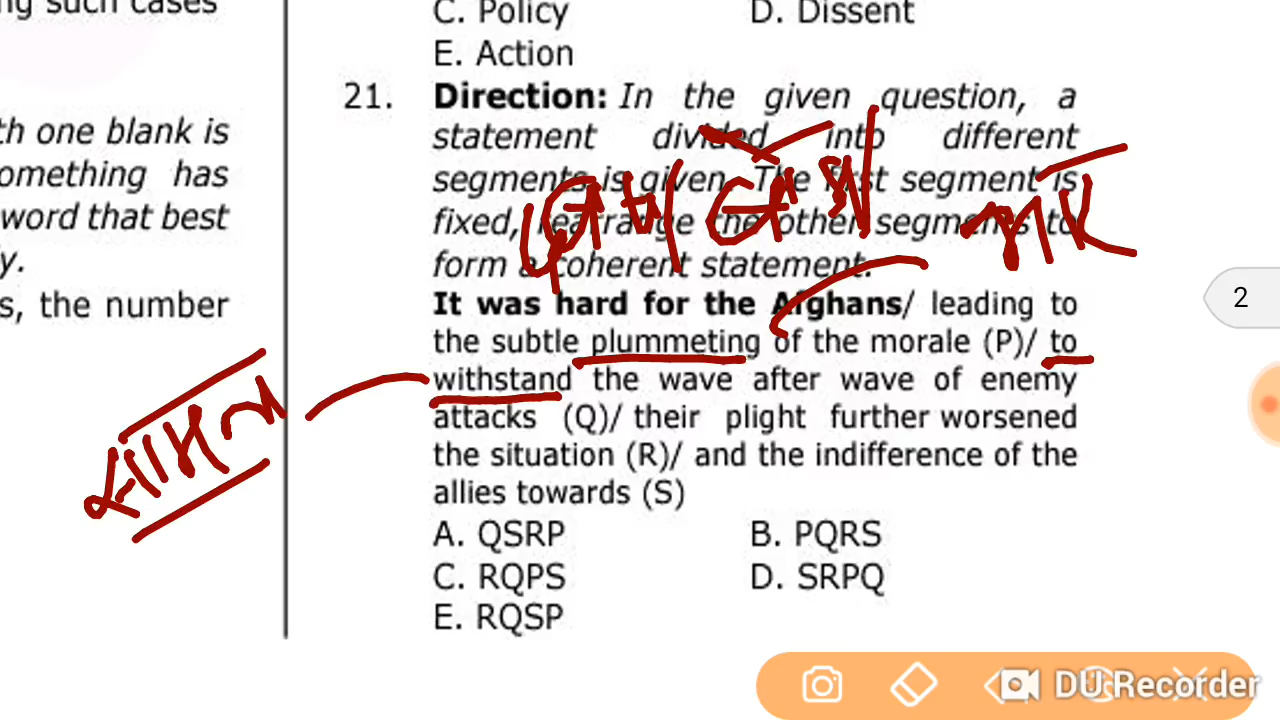 ng such cases
th one blank is
omething has
word that best
y.
s, the number
C. Policy D. Dissent
E. Action
21. Direction: In the given question, a
statement divided into different
segments is given. The first segment is
fixed, rearrange the other segments to
form a coherent statement.
It was hard for the Afghans/ leading to
the subtle plummeting of the morale (P)/ to
withstand the wave after wave of enemy
attacks (Q)/ their plight further worsened
the situation (R)/ and the indifference of the
allies towards (S)
A. QSRP B. PQRS
C. RQPS D. SRPQ
E. RQSP
2
DU Recorder